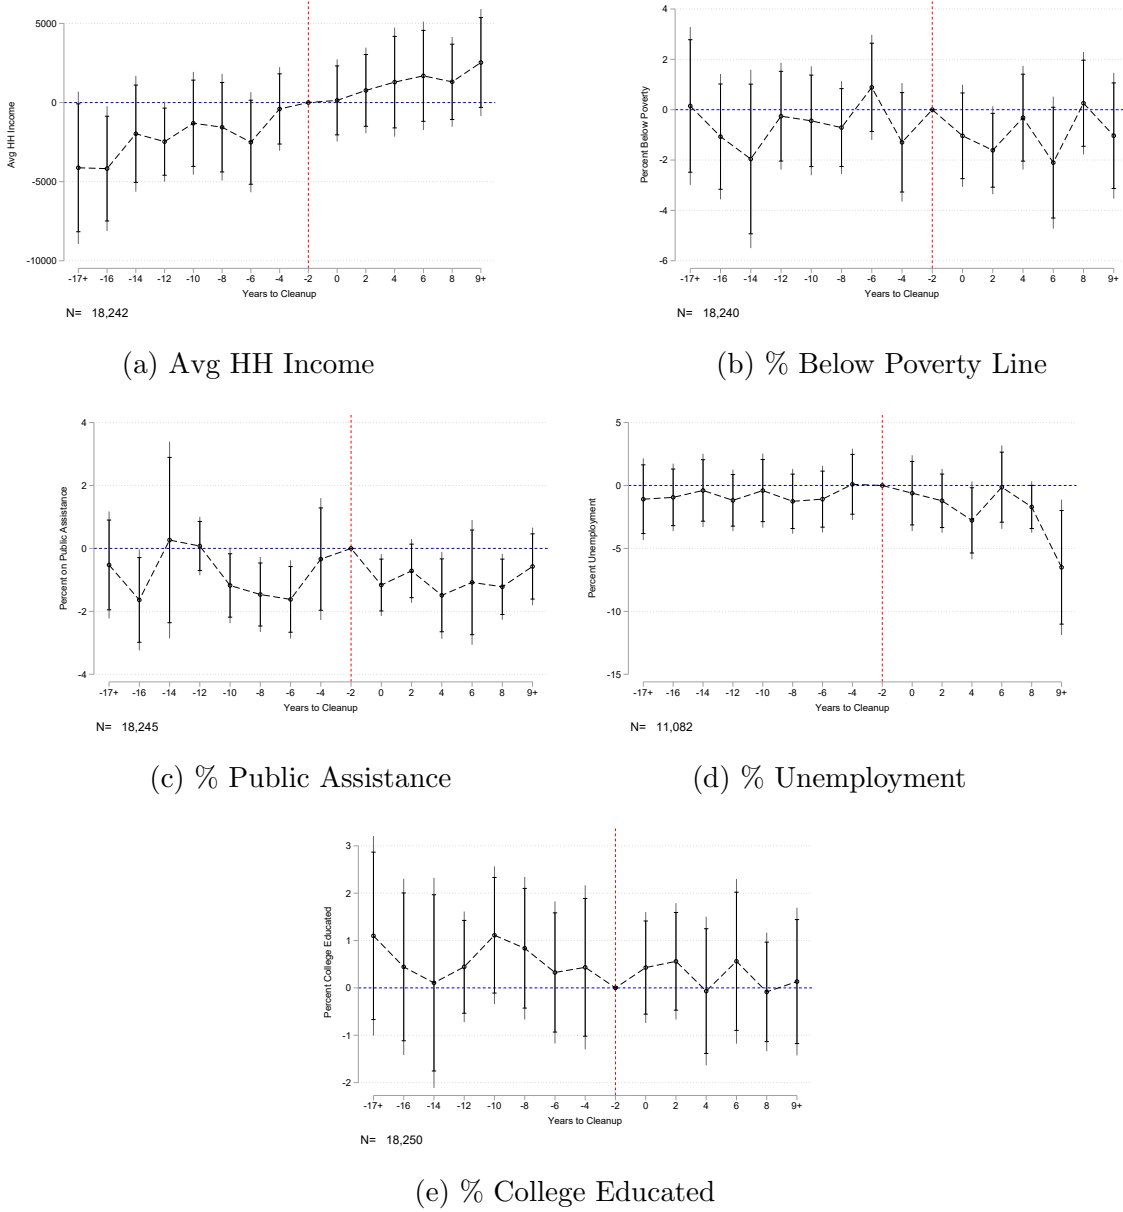 Avg HH Income
5000
0
-5000
-10000
-17+ -16 -14 -12 -10 -8 -6 -4 -2 0 2 4 6 8 9+
Years to Cleanup
N= 18,242
(a) Avg HH Income
Percent Below Poverty
4
2
0
-2
-4
-6
-17+ -16 -14 -12 -10 -8 -6 -4 -2 0 2 4 6 8 9+
Years to Cleanup
N= 18,240
(b) % Below Poverty Line
Percent on Public Assistance
4
2
0
-2
-4
-17+ -16 -14 -12 -10 -8 -6 -4 -2 0 2 4 6 8 9+
Years to Cleanup
N= 18,245
(c) % Public Assistance
Percent Unemployment
5
0
-5
-10
-15
-17+ -16 -14 -12 -10 -8 -6 -4 -2 0 2 4 6 8 9+
Years to Cleanup
N= 11,082
(d) % Unemployment
Percent College Educated
3
2
1
0
-1
-2
-17+ -16 -14 -12 -10 -8 -6 -4 -2 0 2 4 6 8 9+
Years to Cleanup
N= 18,250
(e) % College Educated